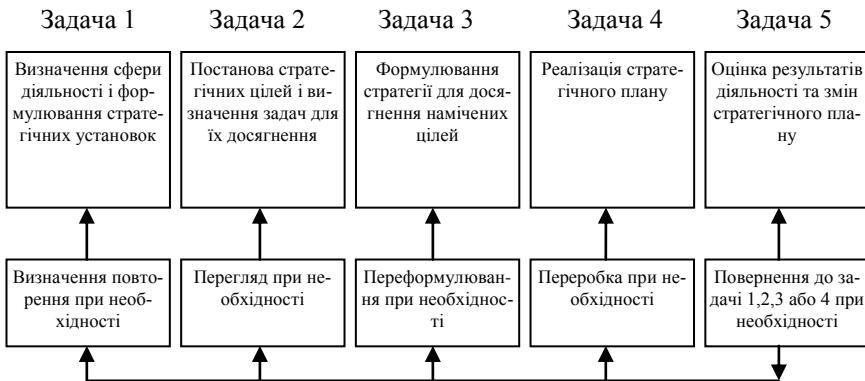 Задача 1
Задача 2
Задача 3
Задача 4
Задача 5
Визначення сфери
діяльності і фор-
мулювання страте-
гічних установок
Постанова страте-
гічних цілей і ви-
значення задач для
їх досягнення
Формулювання
стратегії для дося-
гнення намічених
цілей
Реалізація страте-
гічного плану
Оцінка результатів
діяльності та змін
стратегічного пла-
ну
Визначення повто-
рення при необ-
хідності
Перегляд при не-
обхідності
Переформулюван-
ня при необхіднос-
ті
Переробка при не-
обхідності
Повернення до за-
дачі 1,2,3 або 4 при
необхідності